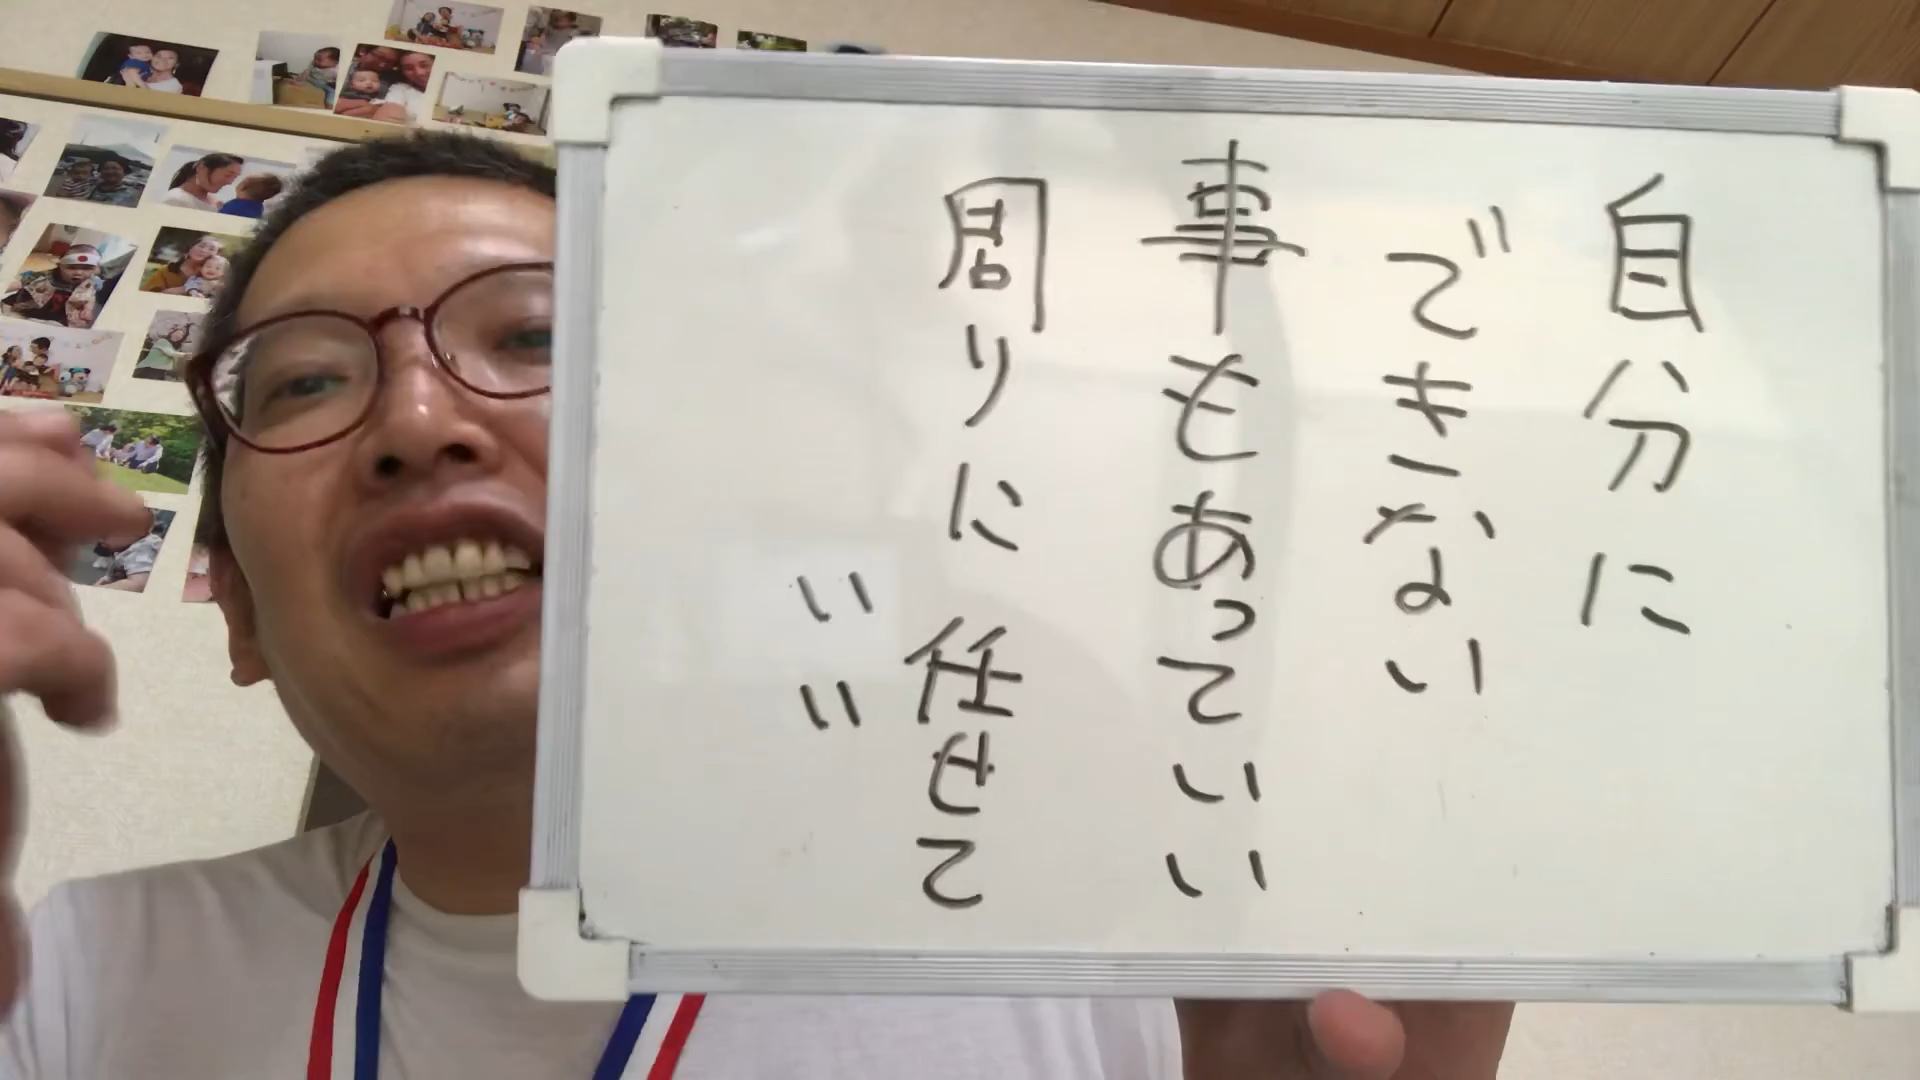 自分に
できない
事もあっていい
周りに任せて
いい